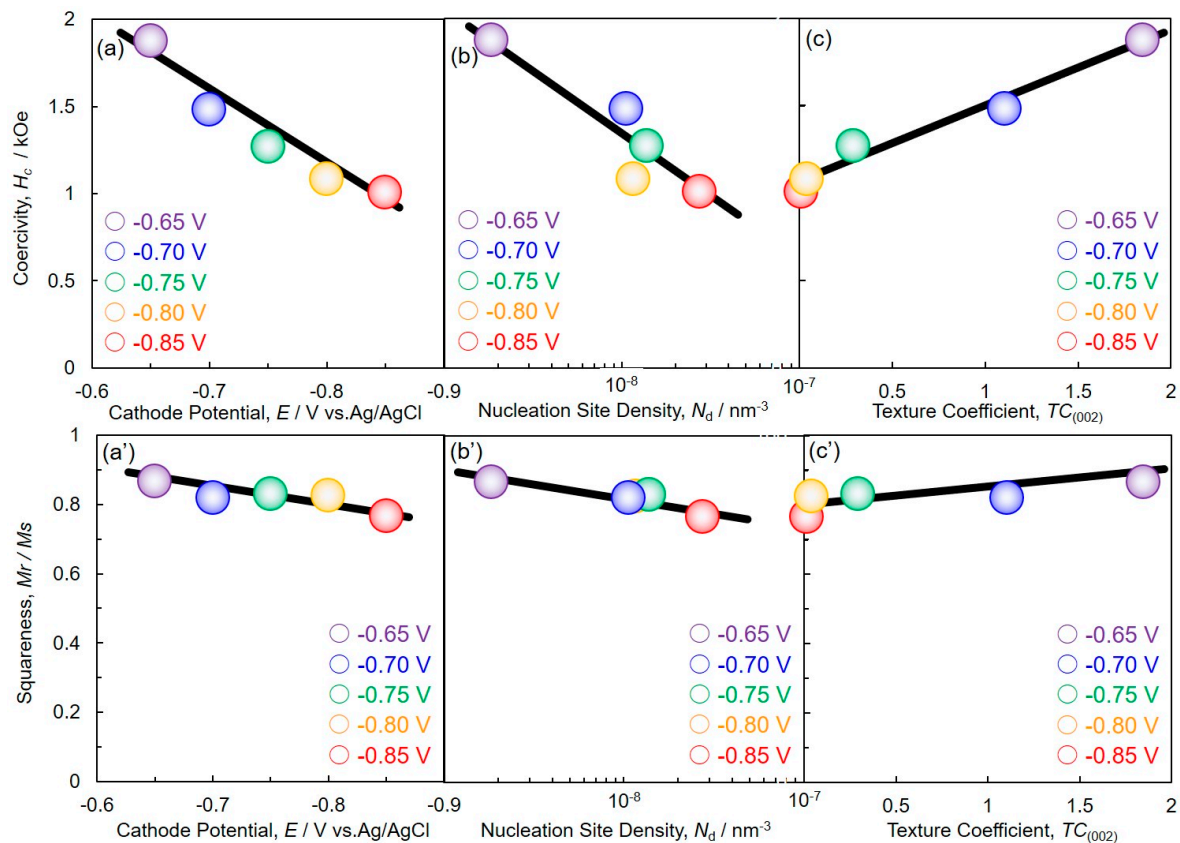 (a)
(b)
(c)
2
1.5
1
0.5
0
Coercivity, Hc / kOe
-0.65 V
-0.70 V
-0.75 V
-0.80 V
-0.85 V
-0.65 V
-0.70 V
-0.75 V
-0.80 V
-0.85 V
-0.65 V
-0.70 V
-0.75 V
-0.80 V
-0.85 V
-0.6 -0.7 -0.8 -0.9 10⁻⁸ 10⁻⁷ 0.5 1 1.5 2
Cathode Potential, E / V vs.Ag/AgCl
Nucleation Site Density, Nd / nm⁻³
Texture Coefficient, TC(002)
(a')
(b')
(c')
1
0.8
0.6
0.4
0.2
0
Squareness, Mr / Ms
-0.65 V
-0.70 V
-0.75 V
-0.80 V
-0.85 V
-0.65 V
-0.70 V
-0.75 V
-0.80 V
-0.85 V
-0.65 V
-0.70 V
-0.75 V
-0.80 V
-0.85 V
-0.6 -0.7 -0.8 -0.9 10⁻⁸ 10⁻⁷ 0.5 1 1.5 2
Cathode Potential, E / V vs.Ag/AgCl
Nucleation Site Density, Nd / nm⁻³
Texture Coefficient, TC(002)